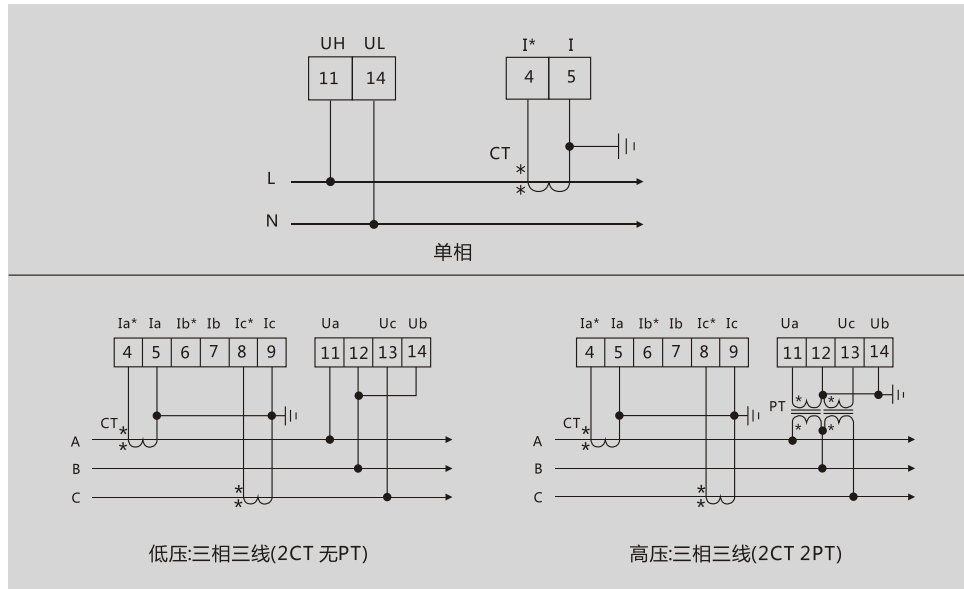 UH UL I* I
11 14 4 5
CT
*
*
L
N
单相
Ia* Ia Ib* Ib Ic* Ic Ua Uc Ub
4 5 6 7 8 9 11 12 13 14
CT
*
*
A
B
C
*
*
低压:三相三线(2CT 无PT)
Ia* Ia Ib* Ib Ic* Ic Ua Uc Ub
4 5 6 7 8 9 11 12 13 14
PT * *
* *
CT
*
*
A
B
C
*
*
高压:三相三线(2CT 2PT)